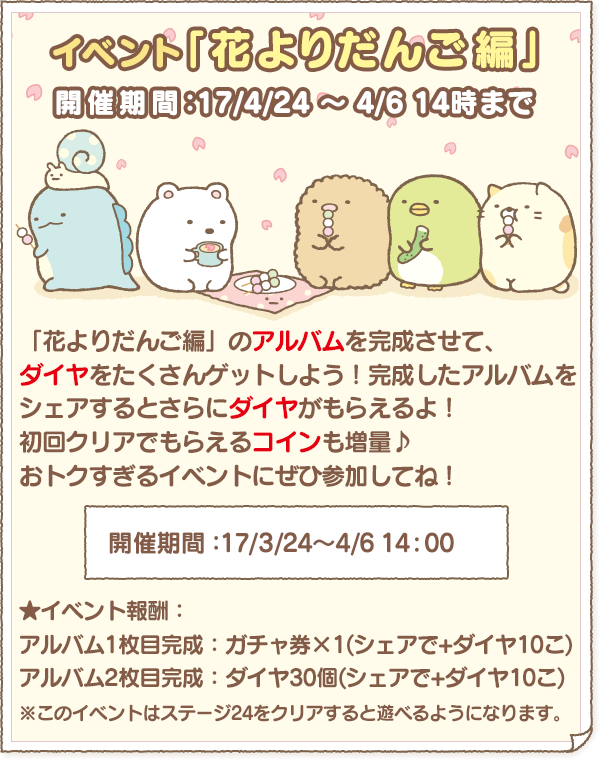 イベント「花よりだんご編」
開催期間：17/4/24 ～ 4/6 14時まで
「花よりだんご編」のアルバムを完成させて、
ダイヤをたくさんゲットしよう！完成したアルバムを
シェアするとさらにダイヤがもらえるよ！
初回クリアでもらえるコインも増量♪
おトクすぎるイベントにぜひ参加してね！
開催期間：17/3/24～4/6 14：00
★イベント報酬：
アルバム1枚目完成：ガチャ券×1(シェアで+ダイヤ10こ)
アルバム2枚目完成：ダイヤ30個(シェアで+ダイヤ10こ)
※このイベントはステージ24をクリアすると遊べるようになります。